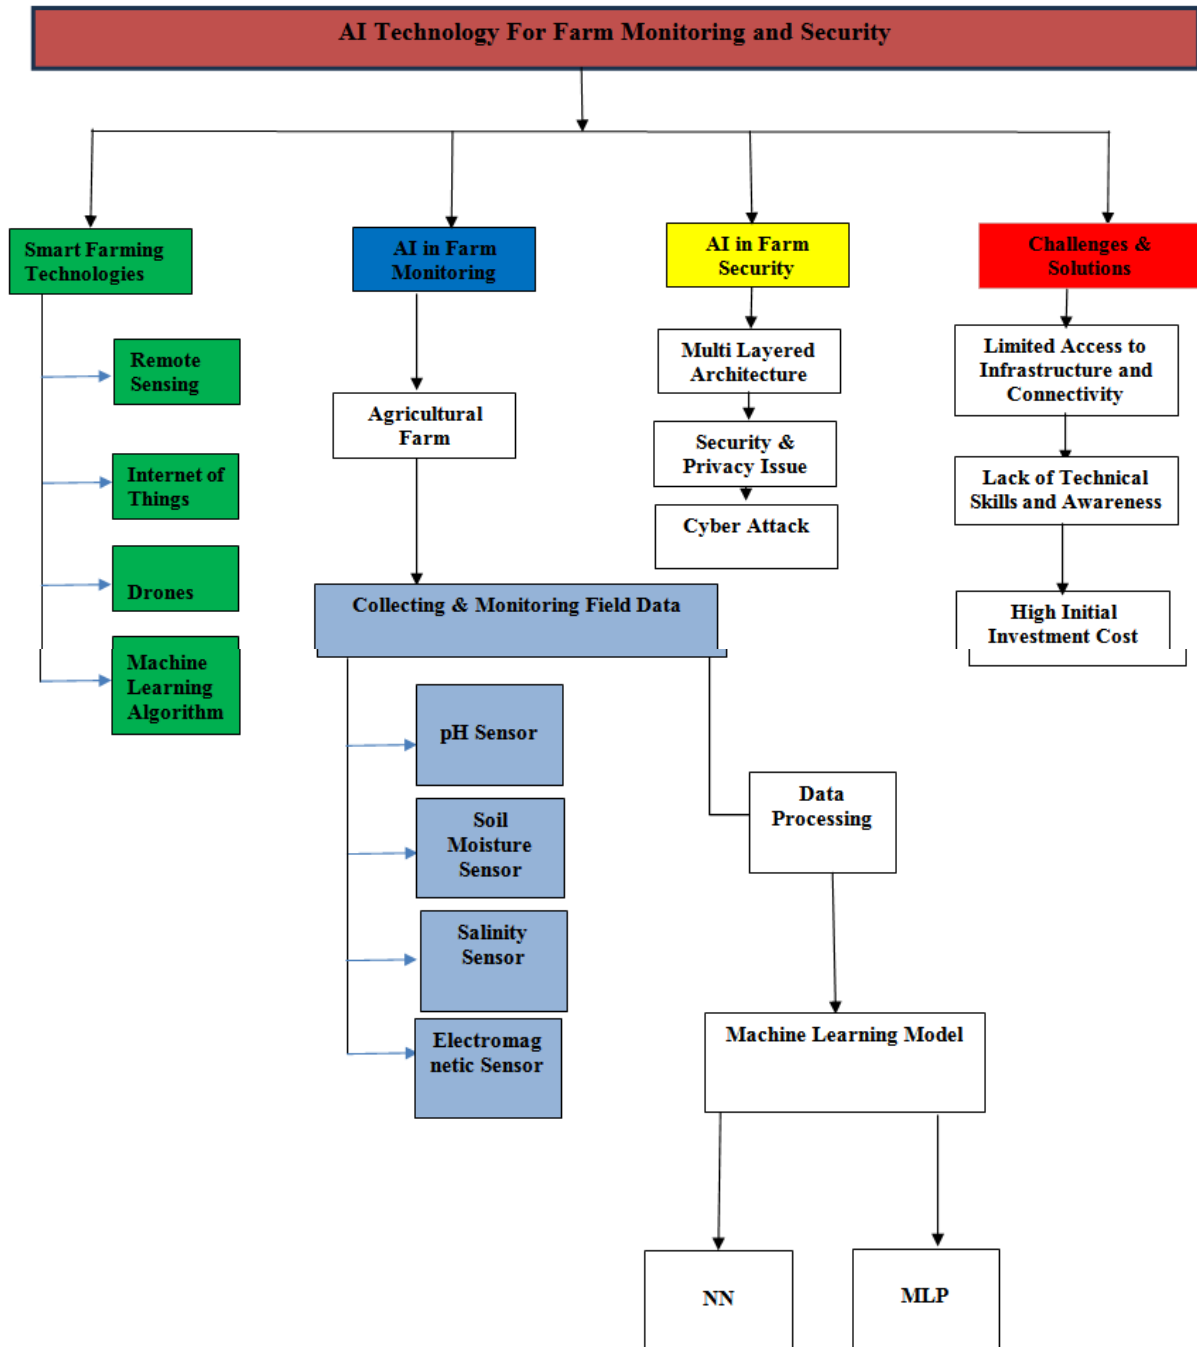 AI Technology For Farm Monitoring and Security
Smart Farming
Technologies
AI in Farm
Monitoring
AI in Farm
Security
Challenges &
Solutions
Remote
Sensing
Internet of
Things
Drones
Machine
Learning
Algorithm
Agricultural
Farm
Collecting & Monitoring Field Data
pH Sensor
Soil
Moisture
Sensor
Salinity
Sensor
Electromag
netic Sensor
Data
Processing
Machine Learning Model
NN
MLP
Multi Layered
Architecture
Security &
Privacy Issue
Cyber Attack
Limited Access to
Infrastructure and
Connectivity
Lack of Technical
Skills and Awareness
High Initial
Investment Cost